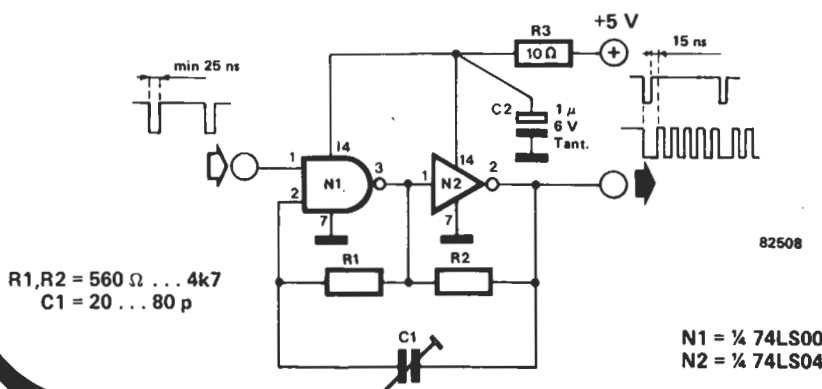 +5 V
R3
10Ω
15 ns
min 25 ns
C2
1 µ
6 V
Tant.
14
14
1
N1
3
1
N2
2
2
7
7
82508
R1
R2
R1,R2 = 560 Ω ... 4k7
C1 = 20 ... 80 p
C1
N1 = ¼ 74LS00
N2 = ¼ 74LS04